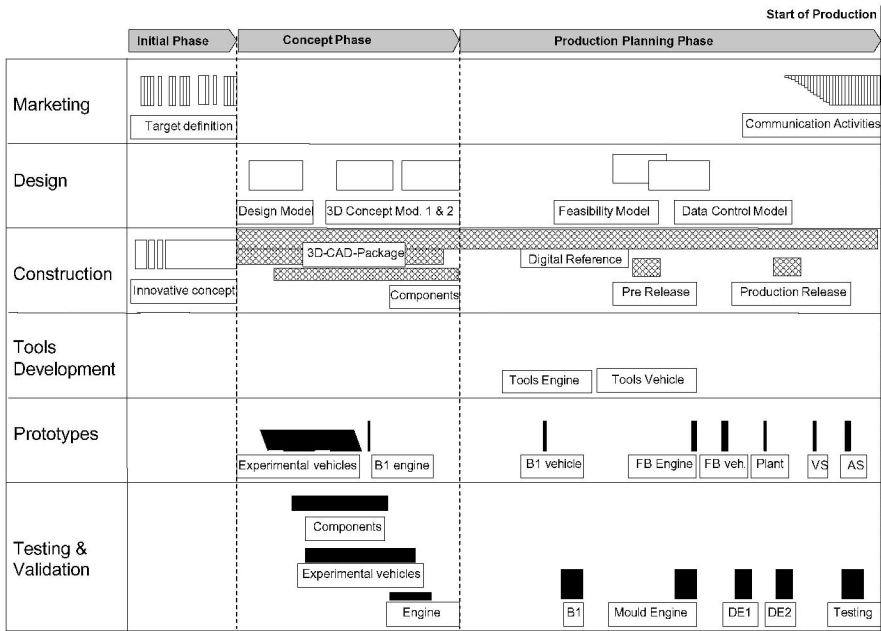 Start of Production
Initial Phase
Concept Phase
Production Planning Phase
Marketing
Target definition
Communication Activities
Design
Design Model
3D Concept Mod. 1 & 2
Feasibility Model
Data Control Model
Construction
3D-CAD-Package
Digital Reference
Innovative concept
Components
Pre Release
Production Release
Tools
Development
Tools Engine
Tools Vehicle
Prototypes
Experimental vehicles
B1 engine
B1 vehicle
FB Engine
FB veh.
Plant
VS
AS
Testing &
Validation
Components
Experimental vehicles
Engine
B1
Mould Engine
DE1
DE2
Testing